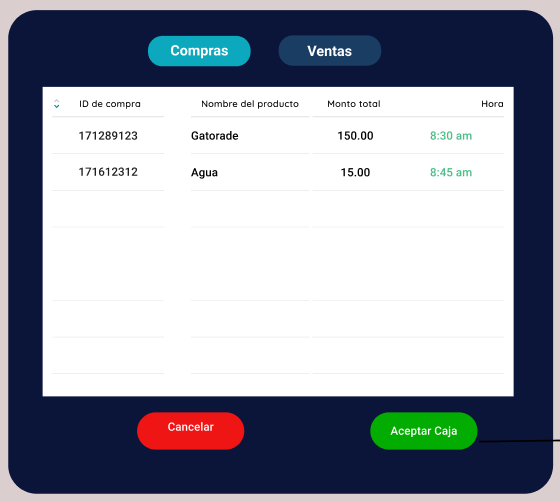 Compras Ventas
ID de compra Nombre del producto Monto total Hora
171289123 Gatorade 150.00 8:30 am
171612312 Agua 15.00 8:45 am
Cancelar Aceptar Caja